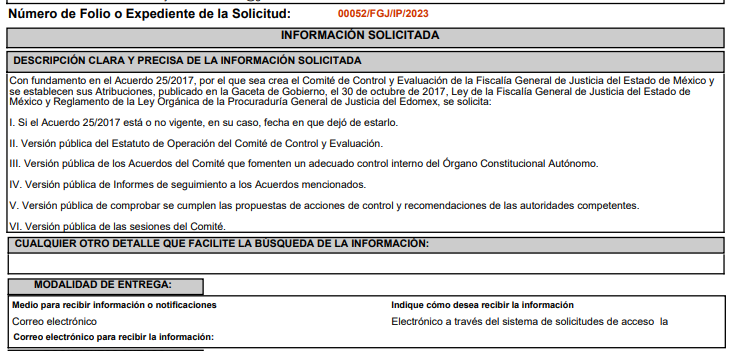 Número de Folio o Expediente de la Solicitud: 00052/FGJ/IP/2023
INFORMACIÓN SOLICITADA
DESCRIPCIÓN CLARA Y PRECISA DE LA INFORMACIÓN SOLICITADA
Con fundamento en el Acuerdo 25/2017, por el que sea crea el Comité de Control y Evaluación de la Fiscalía General de Justicia del Estado de México y
se establecen sus Atribuciones, publicado en la Gaceta de Gobierno, el 30 de octubre de 2017, Ley de la Fiscalía General de Justicia del Estado de
México y Reglamento de la Ley Orgánica de la Procuraduría General de Justicia del Edomex, se solicita:
I. Si el Acuerdo 25/2017 está o no vigente, en su caso, fecha en que dejó de estarlo.
II. Versión pública del Estatuto de Operación del Comité de Control y Evaluación.
III. Versión pública de los Acuerdos del Comité que fomenten un adecuado control interno del Órgano Constitucional Autónomo.
IV. Versión pública de Informes de seguimiento a los Acuerdos mencionados.
V. Versión pública de comprobar se cumplen las propuestas de acciones de control y recomendaciones de las autoridades competentes.
VI. Versión pública de las sesiones del Comité.
CUALQUIER OTRO DETALLE QUE FACILITE LA BÚSQUEDA DE LA INFORMACIÓN:
MODALIDAD DE ENTREGA:
Medio para recibir información o notificaciones Indique cómo desea recibir la información
Correo electrónico Electrónico a través del sistema de solicitudes de acceso la
Correo electrónico para recibir la información: